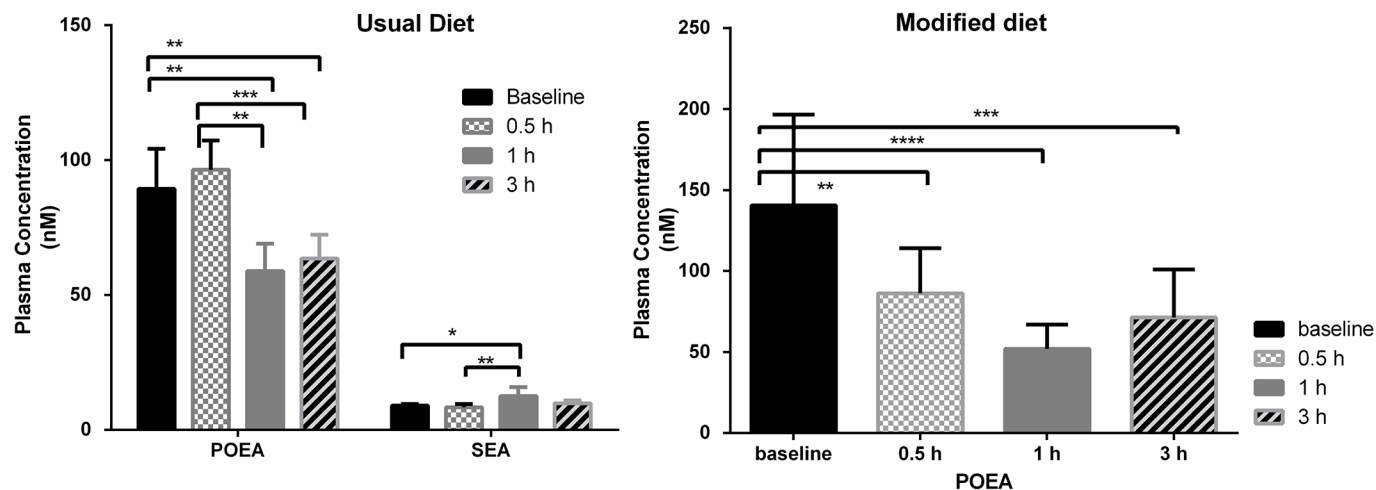 Usual Diet
150
100
50
0
Plasma Concentration
(nM)
**
**
***
**
*
**
Baseline
0.5 h
1 h
3 h
POEA
SEA
Modified diet
250
200
150
100
50
0
Plasma Concentration
(nM)
***
****
**
baseline
0.5 h
1 h
3 h
baseline
0.5 h
1 h
3 h
POEA